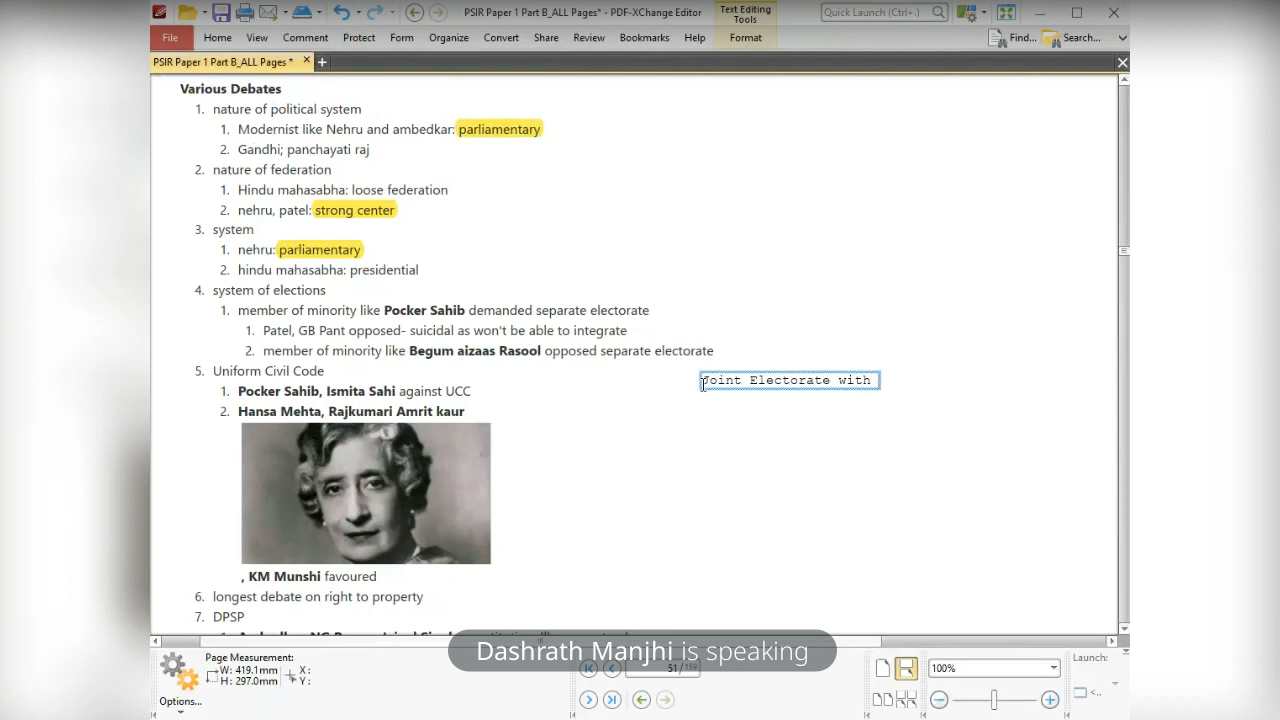 PSIR Paper 1 Part B_ALL Pages* - PDF-XChange Editor
Text Editing Tools
Quick Launch (Ctrl+.)
File Home View Comment Protect Form Organize Convert Share Review Bookmarks Help Format Find... Search...
PSIR Paper 1 Part B_ALL Pages *
Various Debates
1. nature of political system
1. Modernist like Nehru and ambedkar: parliamentary
2. Gandhi; panchayati raj
2. nature of federation
1. Hindu mahasabha: loose federation
2. nehru, patel: strong center
3. system
1. nehru: parliamentary
2. hindu mahasabha: presidential
4. system of elections
1. member of minority like Pocker Sahib demanded separate electorate
1. Patel, GB Pant opposed- suicidal as won't be able to integrate
2. member of minority like Begum aizaas Rasool opposed separate electorate
5. Uniform Civil Code
Joint Electorate with
1. Pocker Sahib, Ismita Sahi against UCC
2. Hansa Mehta, Rajkumari Amrit kaur
, KM Munshi favoured
6. longest debate on right to property
7. DPSP
Dashrath Manjhi is speaking
Options...
Page Measurement:
W: 419.1mm
H: 297.0mm
X:
Y:
51 / 159
100%
Launch: